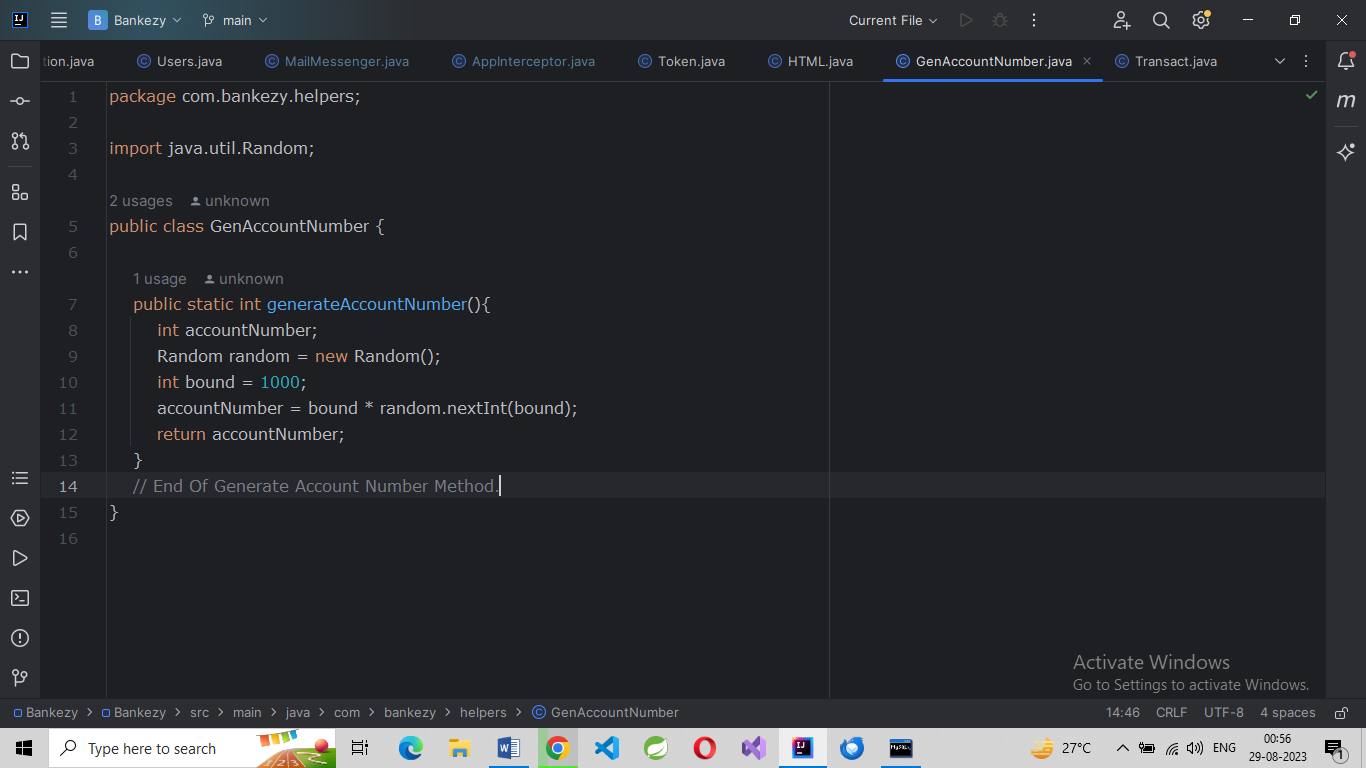 B Bankezy main Current File
tion.java Users.java MailMessenger.java AppInterceptor.java Token.java HTML.java GenAccountNumber.java Transact.java
1 package com.bankezy.helpers;
2
3 import java.util.Random;
4
2 usages unknown
5 public class GenAccountNumber {
6
1 usage unknown
7 public static int generateAccountNumber(){
8 int accountNumber;
9 Random random = new Random();
10 int bound = 1000;
11 accountNumber = bound * random.nextInt(bound);
12 return accountNumber;
13 }
14 // End Of Generate Account Number Method.
15 }
16
Activate Windows
Go to Settings to activate Windows.
Bankezy > Bankezy > src > main > java > com > bankezy > helpers > GenAccountNumber 14:46 CRLF UTF-8 4 spaces
Type here to search 27°C ENG 00:56
29-08-2023 1